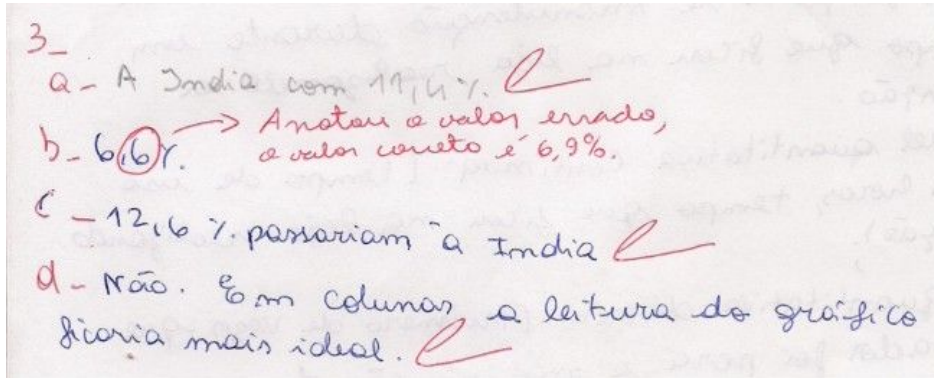 3_
a - A India com 11,4%.
b - 6,6%. → Anotou o valor errado,
o valor correto é 6,9%.
c - 12,6 %. passariam a India
d - Não. Em colunas a leitura do gráfico
ficaria mais ideal.